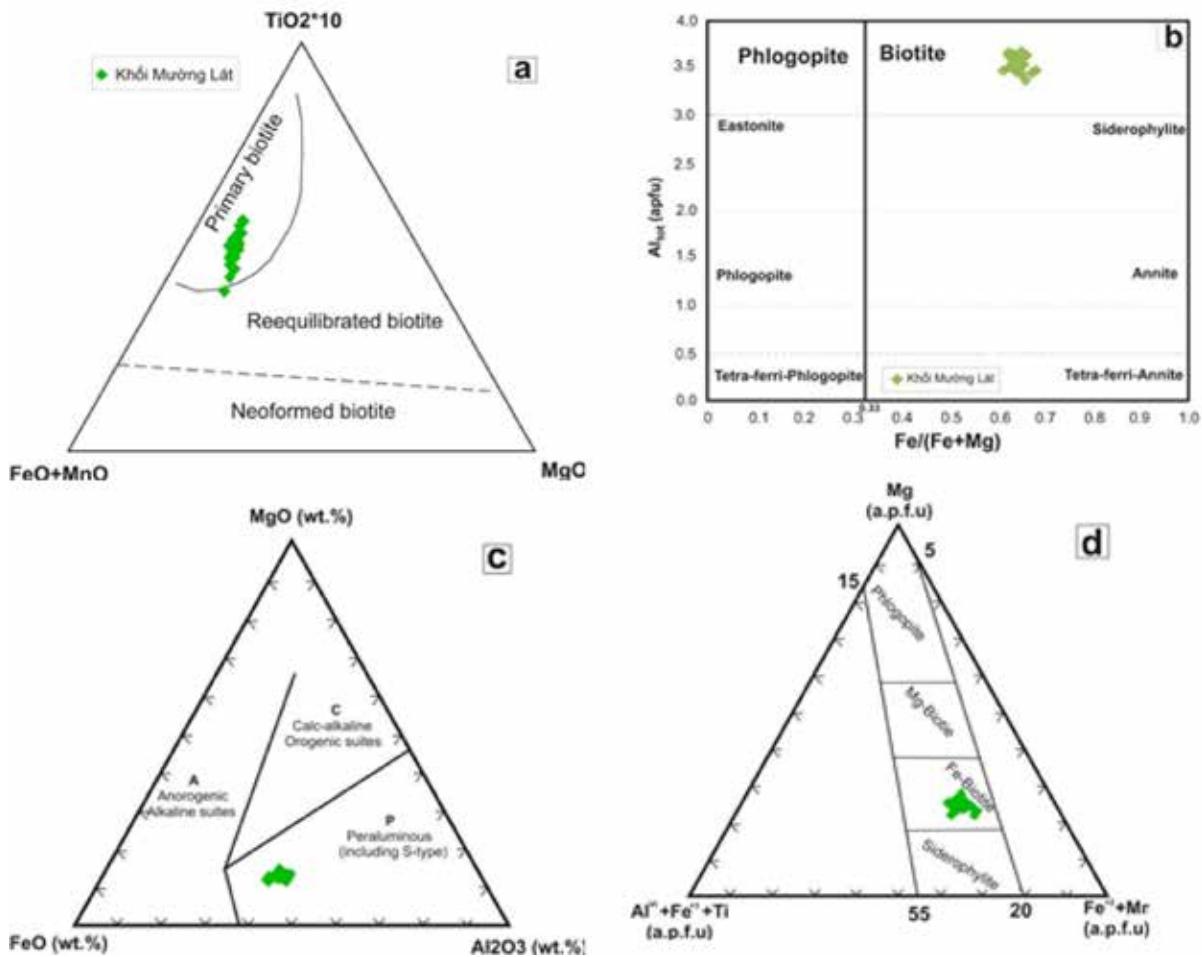 TiO2*10
a
Khối Mường Lát
Primary biotite
Reequilibrated biotite
Neoformed biotite
FeO+MnO
MgO
b
4.0
3.5
3.0
2.5
2.0
1.5
1.0
0.5
0.0
Al tot (apfu)
Phlogopite
Biotite
Eastonite
Siderophylite
Phlogopite
Annite
Tetra-ferri-Phlogopite
Khối Mường Lát
Tetra-ferri-Annite
0
0.1
0.2
0.3
0.33
0.4
0.5
0.6
0.7
0.8
0.9
1.0
Fe/(Fe+Mg)
MgO (wt.%)
c
C
Calc-alkaline
Orogenic suites
A
Anorogenic
Alkaline suites
P
Peraluminous
(including S-type)
FeO (wt.%)
Al2O3 (wt.%)
Mg
(a.p.f.u)
d
5
15
Phlogopite
Mg-Biotie
Fe-Biotite
Siderophylite
55
20
(a.p.f.u)
(a.p.f.u)